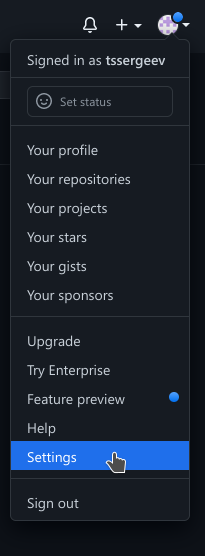 Signed in as tssergeev
Set status
Your profile
Your repositories
Your projects
Your stars
Your gists
Your sponsors
Upgrade
Try Enterprise
Feature preview
Help
Settings
Sign out